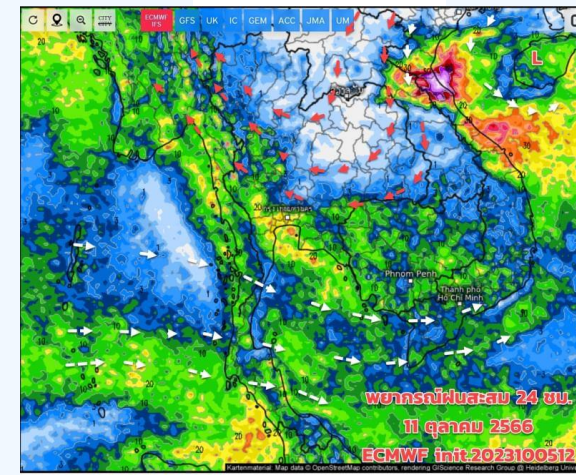 CITY
CITY
ECMWF IFS GFS UK IC GEM ACC JMA UM
L
Phnom Penh
Thành phố
Hồ Chí Minh
พยากรณ์ฝนสะสม 24 ชม.
11 ตุลาคม 2566
ECMWF init.2023100512
Kartenmaterial: Map data © OpenStreetMap contributors, rendering GIScience Research Group @ Heidelberg